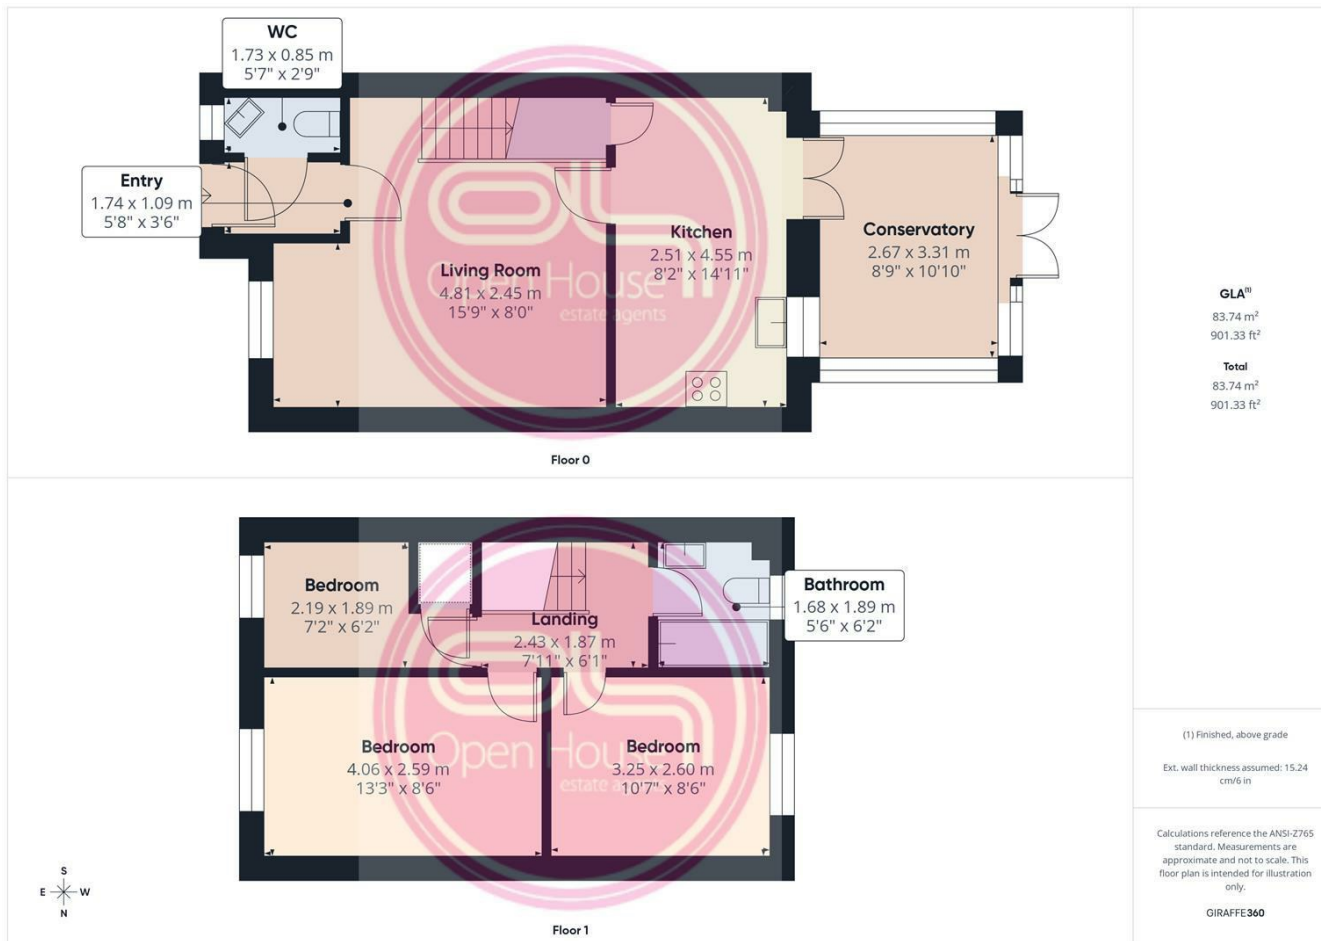 WC
1.73 x 0.85 m
5'7" x 2'9"
Entry
1.74 x 1.09 m
5'8" x 3'6"
Living Room
4.81 x 2.45 m
15'9" x 8'0"
Kitchen
2.51 x 4.55 m
8'2" x 14'11"
Conservatory
2.67 x 3.31 m
8'9" x 10'10"
Open House
estate agents
Floor 0
Bedroom
2.19 x 1.89 m
7'2" x 6'2"
Landing
2.43 x 1.87 m
7'11" x 6'1"
Bathroom
1.68 x 1.89 m
5'6" x 6'2"
Bedroom
4.06 x 2.59 m
13'3" x 8'6"
Bedroom
3.25 x 2.60 m
10'7" x 8'6"
Open House
estate agents
S
E W
N
Floor 1
GLA⁽¹⁾
83.74 m²
901.33 ft²
Total
83.74 m²
901.33 ft²
(1) Finished, above grade
Ext. wall thickness assumed: 15.24
cm/6 in
Calculations reference the ANSI-Z765
standard. Measurements are
approximate and not to scale. This
floor plan is intended for illustration
only.
GIRAFFE360